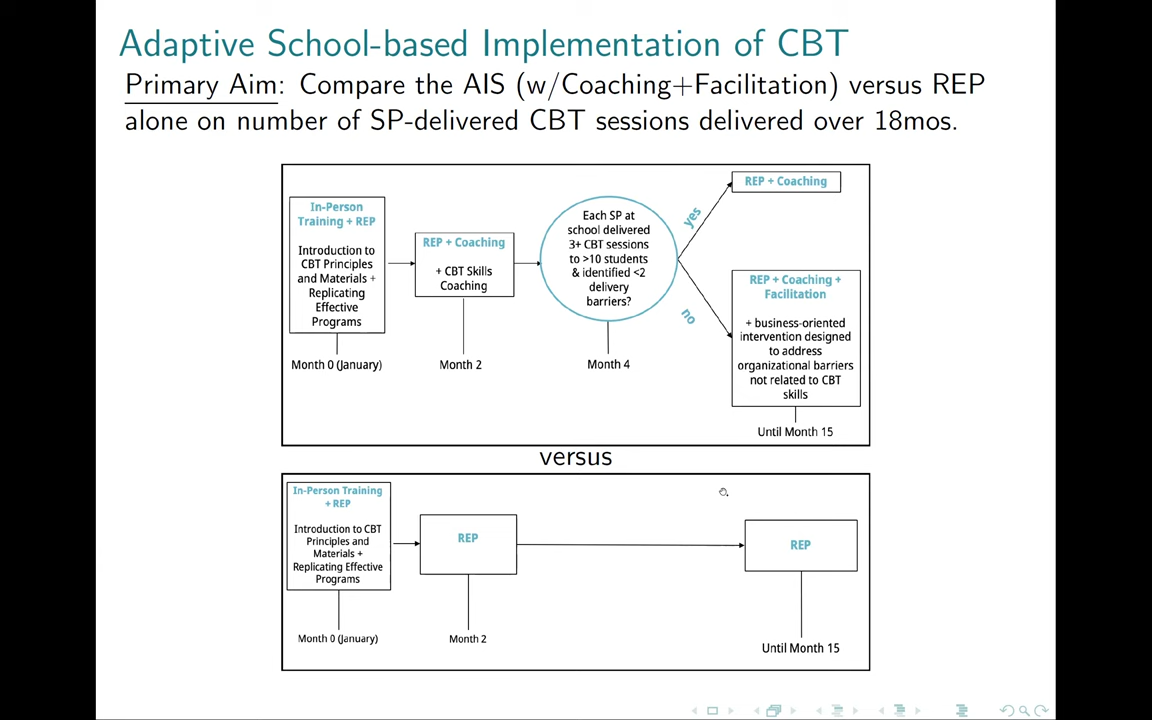 Adaptive School-based Implementation of CBT
Primary Aim: Compare the AIS (w/Coaching+Facilitation) versus REP
alone on number of SP-delivered CBT sessions delivered over 18mos.
In-Person
Training + REP
Introduction to
CBT Principles
and Materials +
Replicating
Effective
Programs
Month 0 (January)
REP + Coaching
+ CBT Skills
Coaching
Month 2
Each SP at
school delivered
3+ CBT sessions
to >10 students
& identified <2
delivery
barriers?
Month 4
yes
no
REP + Coaching
REP + Coaching +
Facilitation
+ business-oriented
intervention designed
to address
organizational barriers
not related to CBT
skills
Until Month 15
versus
In-Person Training
+ REP
Introduction to CBT
Principles and
Materials +
Replicating Effective
Programs
Month 0 (January)
REP
Month 2
REP
Until Month 15